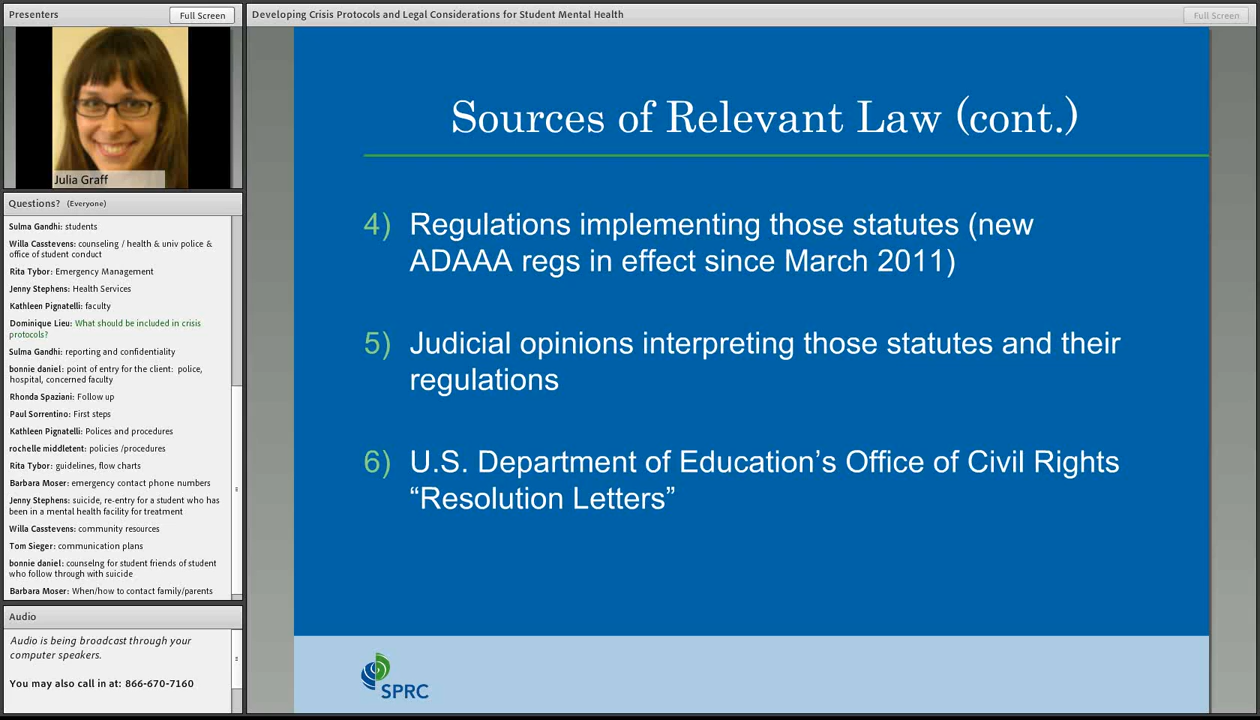 Presenters
Full Screen
Julia Graff
Questions? (Everyone)
Sulma Gandhi: students
Willa Casstevens: counseling / health & univ police &
office of student conduct
Rita Tybor: Emergency Management
Jenny Stephens: Health Services
Kathleen Pignatelli: faculty
Dominique Lieu: What should be included in crisis
protocols?
Sulma Gandhi: reporting and confidentiality
bonnie daniel: point of entry for the client: police,
hospital, concerned faculty
Rhonda Spaziani: Follow up
Paul Sorrentino: First steps
Kathleen Pignatelli: Polices and procedures
rochelle middletent: policies /procedures
Rita Tybor: guidelines, flow charts
Barbara Moser: emergency contact phone numbers
Jenny Stephens: suicide, re-entry for a student who has
been in a mental health facility for treatment
Willa Casstevens: community resources
Tom Sieger: communication plans
bonnie daniel: counselng for student friends of student
who follow through with suicide
Barbara Moser: When/how to contact family/parents
Audio
Audio is being broadcast through your
computer speakers.
You may also call in at: 866-670-7160
Developing Crisis Protocols and Legal Considerations for Student Mental Health
Full Screen
Sources of Relevant Law (cont.)
4) Regulations implementing those statutes (new
ADAAA regs in effect since March 2011)
5) Judicial opinions interpreting those statutes and their
regulations
6) U.S. Department of Education’s Office of Civil Rights
“Resolution Letters”
SPRC